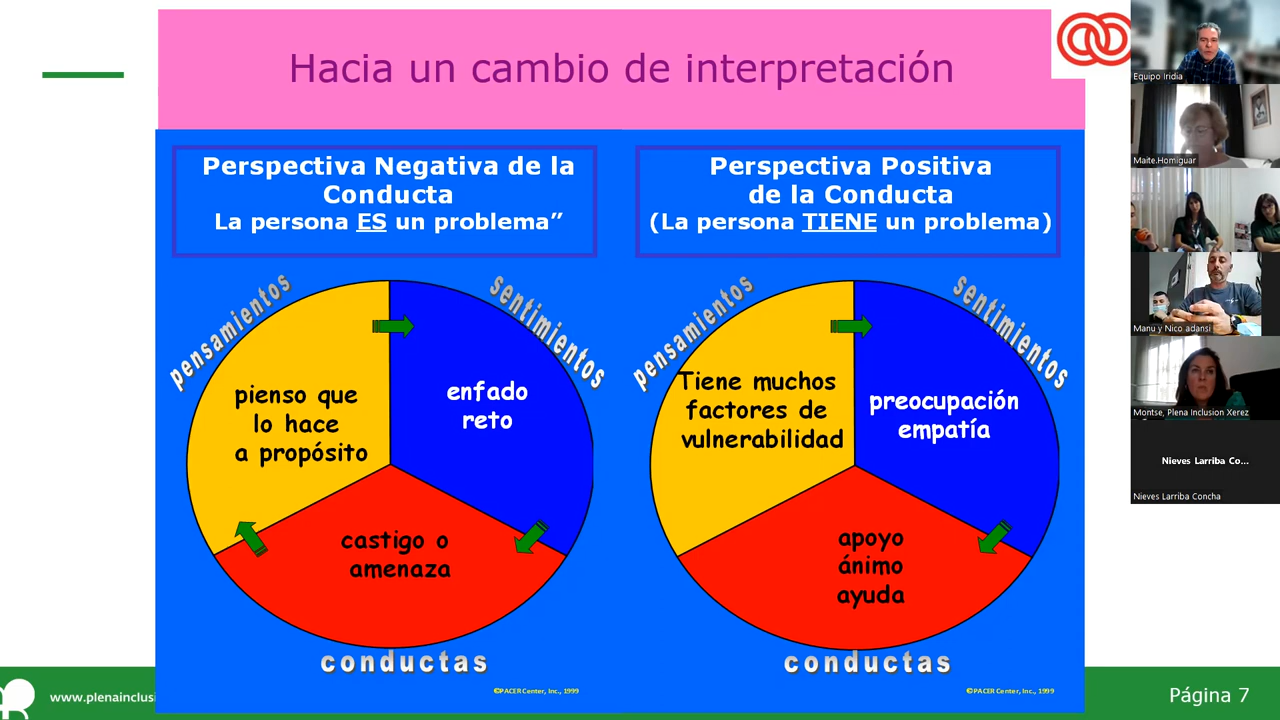 Hacia un cambio de interpretación
Perspectiva Negativa de la
Conducta
La persona ES un problema”
pensamientos
sentimientos
pienso que
lo hace
a propósito
enfado
reto
castigo o
amenaza
conductas
©PACER Center, Inc., 1999
Perspectiva Positiva
de la Conducta
(La persona TIENE un problema)
pensamientos
sentimientos
Tiene muchos
factores de
vulnerabilidad
preocupación
empatía
apoyo
ánimo
ayuda
conductas
©PACER Center, Inc., 1999
www.plenainclusi
Página 7
Equipo Iridia
Maite.Homiguar
Manu y Nico adansi
Montse, Plena Inclusion Xerez
Nieves Larriba Co...
Nieves Larriba Concha